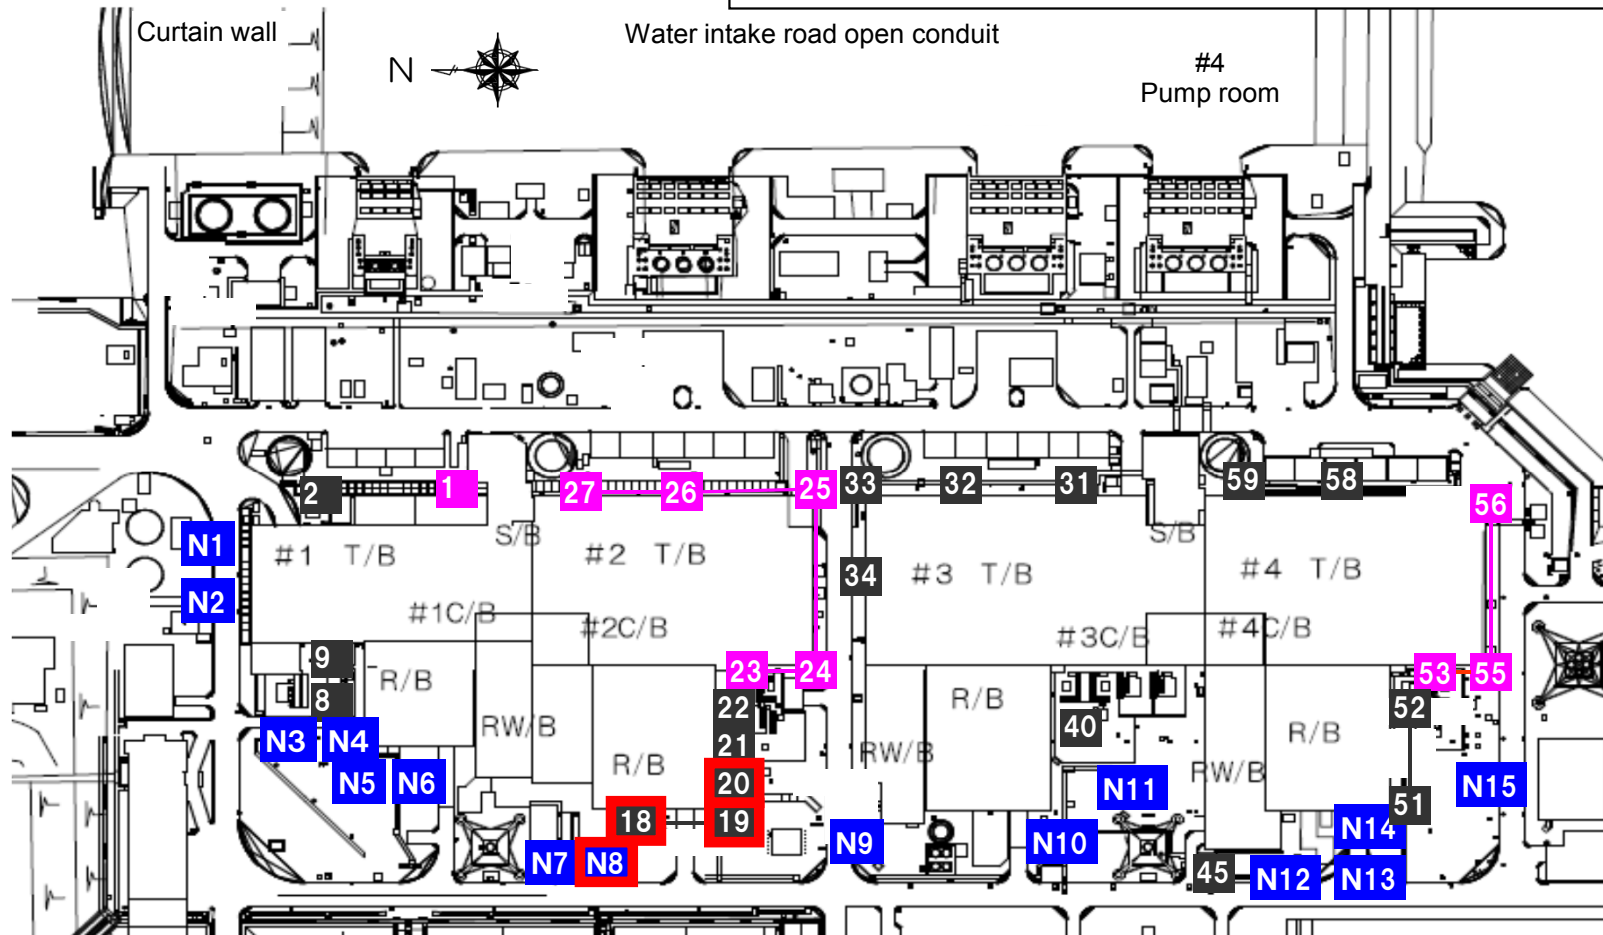 Curtain wall
Water intake road open conduit
N
#4
Pump room
2
1
27
26
25
33
32
31
59
58
56
N1
#1 T/B
S/B
#2 T/B
34
#3 T/B
S/B
#4 T/B
N2
#1C/B
#2C/B
#3C/B
#4C/B
9
8
R/B
23
24
22
21
R/B
40
53
55
52
N3
N4
RW/B
R/B
RW/B
R/B
N5
N6
20
N11
RW/B
51
N15
18
19
N7
N8
N9
N10
N14
45
N12
N13